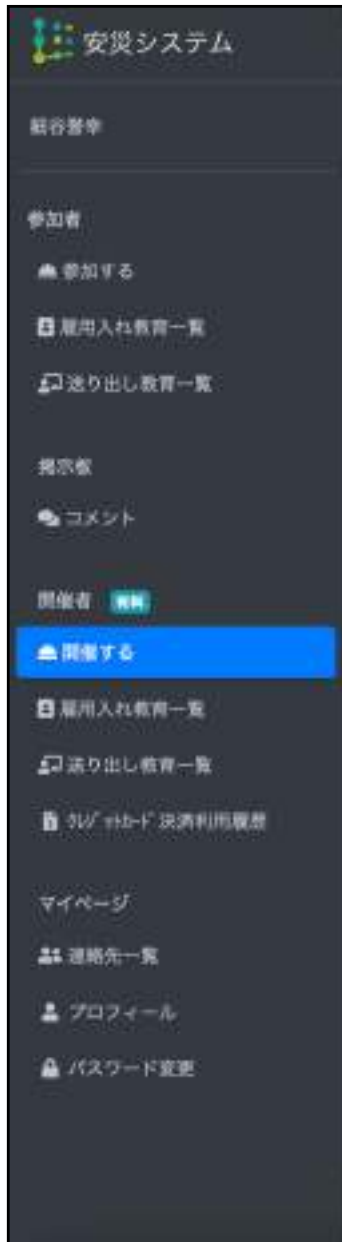 安災システム
参加者
参加する
雇用入れ教育一覧
送り出し教育一覧
掲示板
コメント
開催者 有料
開催する
雇用入れ教育一覧
送り出し教育一覧
クレジットカード決済利用履歴
マイページ
連絡先一覧
プロフィール
パスワード変更